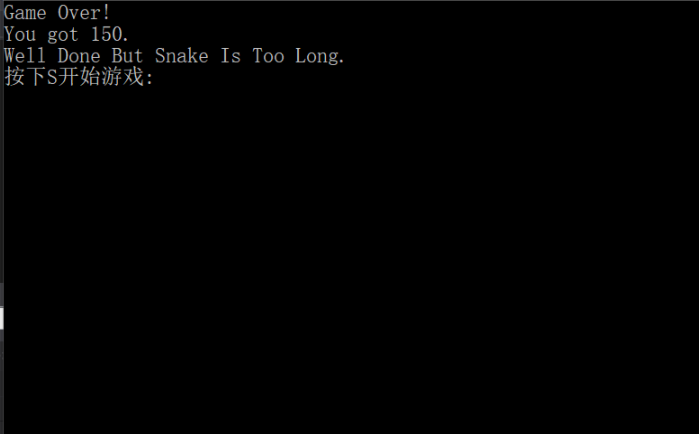 Game Over!
You got 150.
Well Done But Snake Is Too Long.
按下S开始游戏: